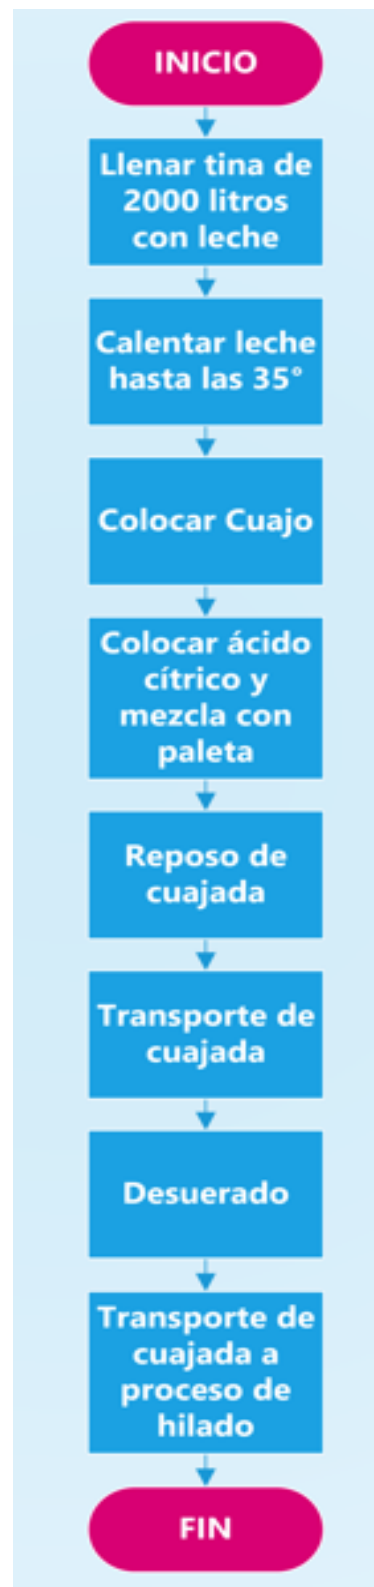 INICIO
Llenar tina de
2000 litros
con leche
Calentar leche
hasta las 35°
Colocar Cuajo
Colocar ácido
cítrico y
mezcla con
paleta
Reposo de
cuajada
Transporte de
cuajada
Desuerado
Transporte de
cuajada a
proceso de
hilado
FIN